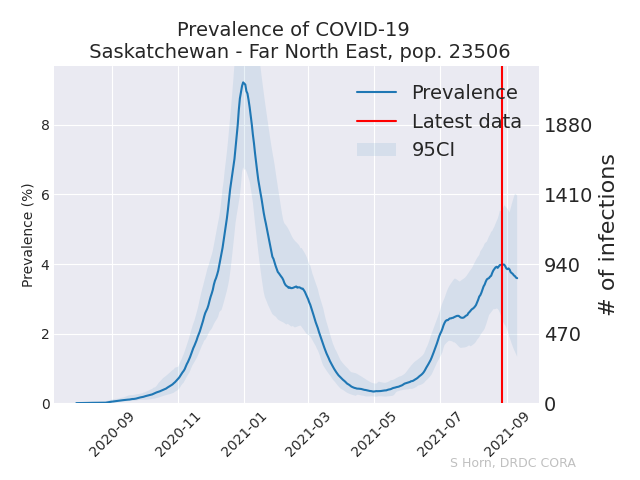 Prevalence of COVID-19
Saskatchewan - Far North East, pop. 23506
Prevalence
Latest data
95CI
Prevalence (%)
8
6
4
2
0
1880
1410
940
470
0
# of infections
2020-09
2020-11
2021-01
2021-03
2021-05
2021-07
2021-09
S Horn, DRDC CORA